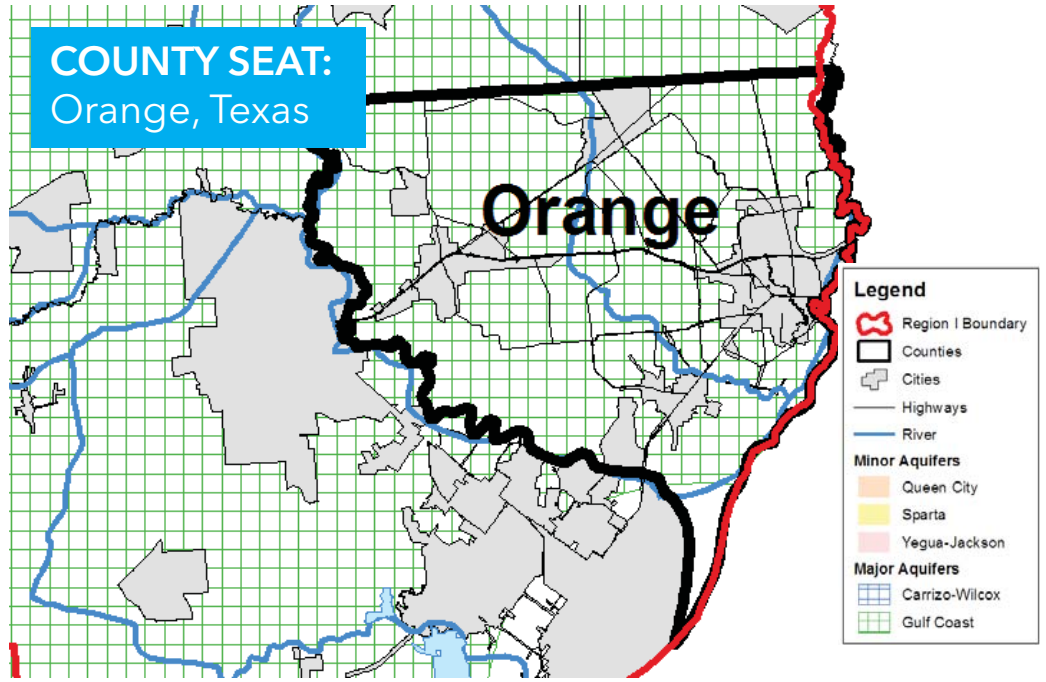 COUNTY SEAT:
Orange, Texas
Orange
Legend
Region I Boundary
Counties
Cities
Highways
River
Minor Aquifers
Queen City
Sparta
Yegua-Jackson
Major Aquifers
Carrizo-Wilcox
Gulf Coast